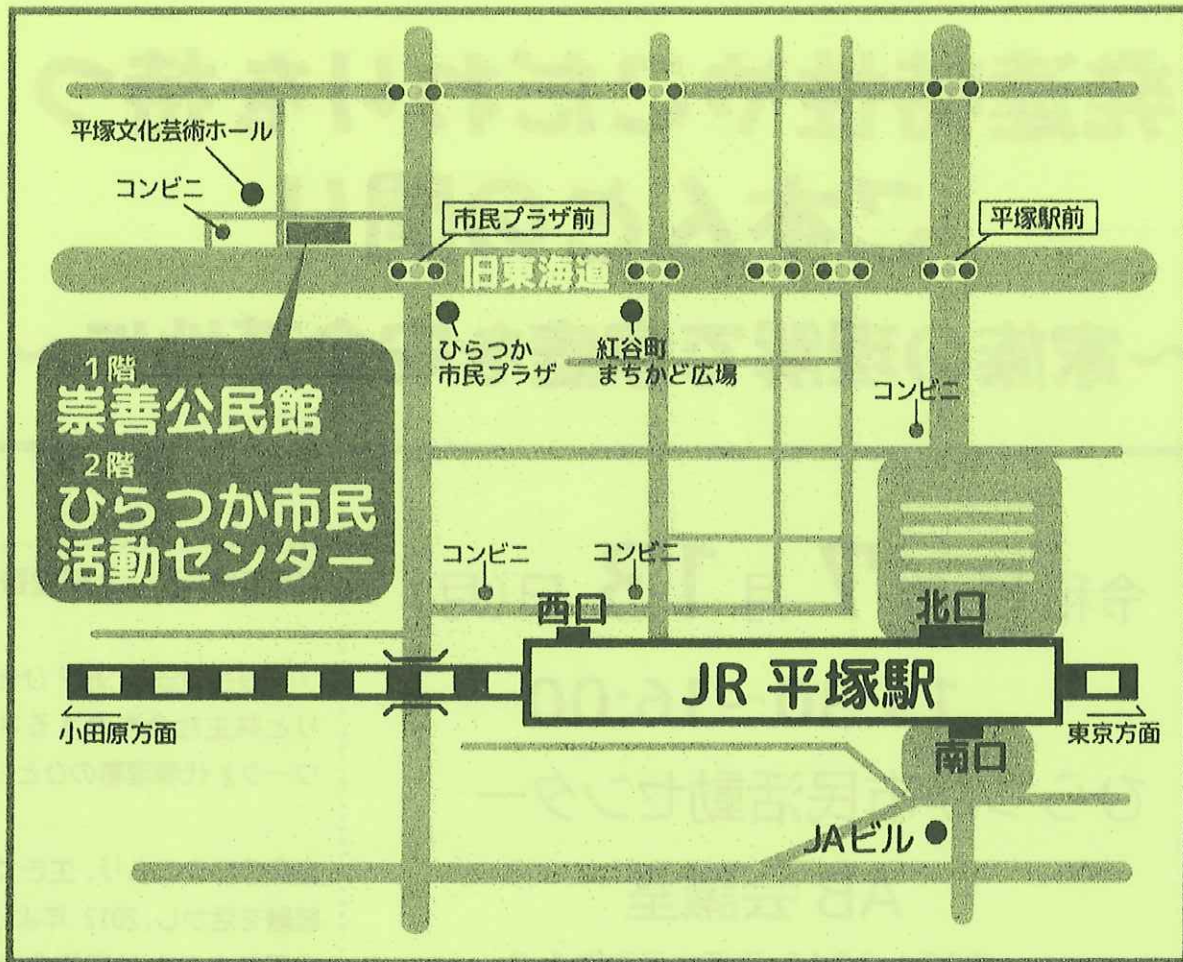 平塚文化芸術ホール
コンビニ
市民プラザ前
平塚駅前
旧東海道
ひらつか
市民プラザ
紅谷町
まちかど広場
コンビニ
1階
崇善公民館
2階
ひらつか市民
活動センター
コンビニ
コンビニ
西口
北口
JR 平塚駅
小田原方面
東京方面
南口
JAビル